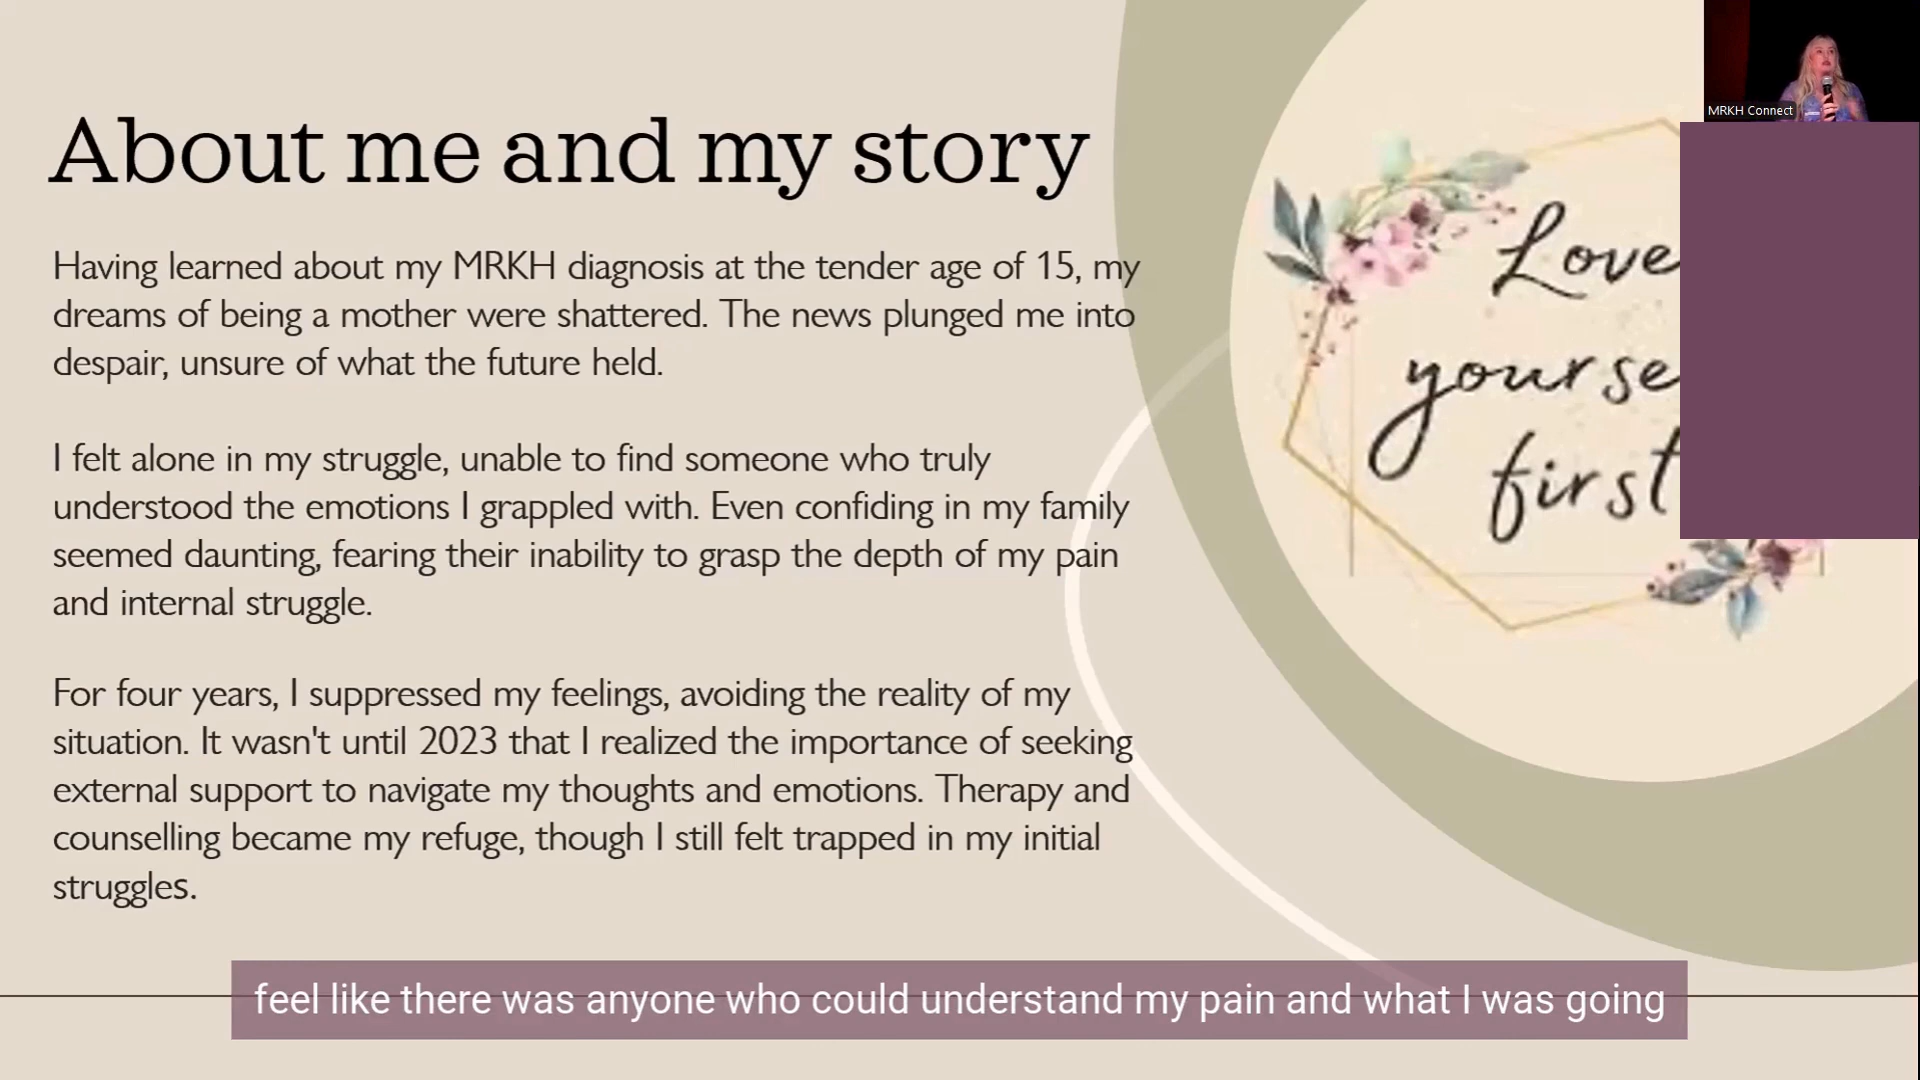 About me and my story
Having learned about my MRKH diagnosis at the tender age of 15, my
dreams of being a mother were shattered. The news plunged me into
despair, unsure of what the future held.
I felt alone in my struggle, unable to find someone who truly
understood the emotions I grappled with. Even confiding in my family
seemed daunting, fearing their inability to grasp the depth of my pain
and internal struggle.
For four years, I suppressed my feelings, avoiding the reality of my
situation. It wasn't until 2023 that I realized the importance of seeking
external support to navigate my thoughts and emotions. Therapy and
counselling became my refuge, though I still felt trapped in my initial
struggles.
Love
yourse
first
MRKH Connect
feel like there was anyone who could understand my pain and what I was going